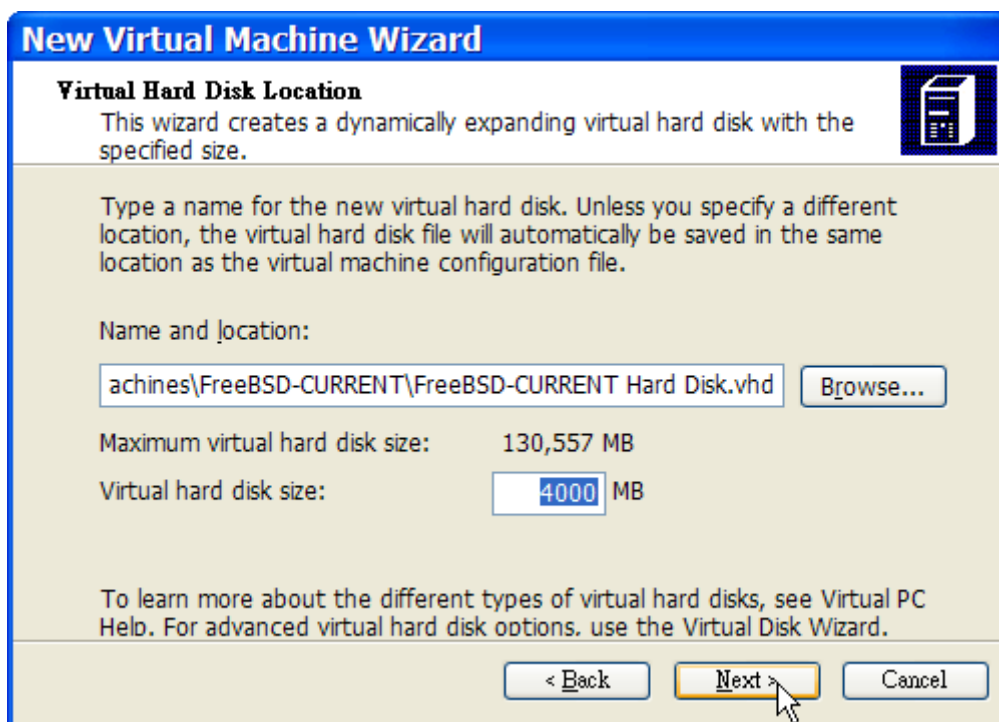 New Virtual Machine Wizard
Virtual Hard Disk Location
This wizard creates a dynamically expanding virtual hard disk with the
specified size.
Type a name for the new virtual hard disk. Unless you specify a different
location, the virtual hard disk file will automatically be saved in the same
location as the virtual machine configuration file.
Name and location:
achines\FreeBSD-CURRENT\FreeBSD-CURRENT Hard Disk.vhd Browse...
Maximum virtual hard disk size: 130,557 MB
Virtual hard disk size: 4000 MB
To learn more about the different types of virtual hard disks, see Virtual PC
Help. For advanced virtual hard disk options, use the Virtual Disk Wizard.
< Back Next > Cancel